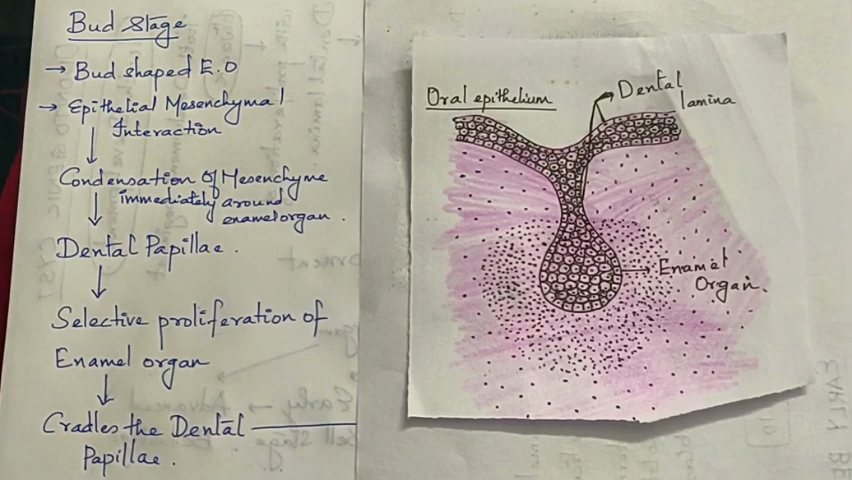 Bud Stage
→ Bud shaped E.O
→ Epithelial Mesenchymal
Interaction
↓
Condensation Of Mesenchyme
immediately around
enamel organ.
↓
Dental Papillae.
↓
Selective proliferation of
Enamel organ
↓
Cradles the Dental
Papillae.
Oral epithelium
Dental
lamina
Enamel
Organ.